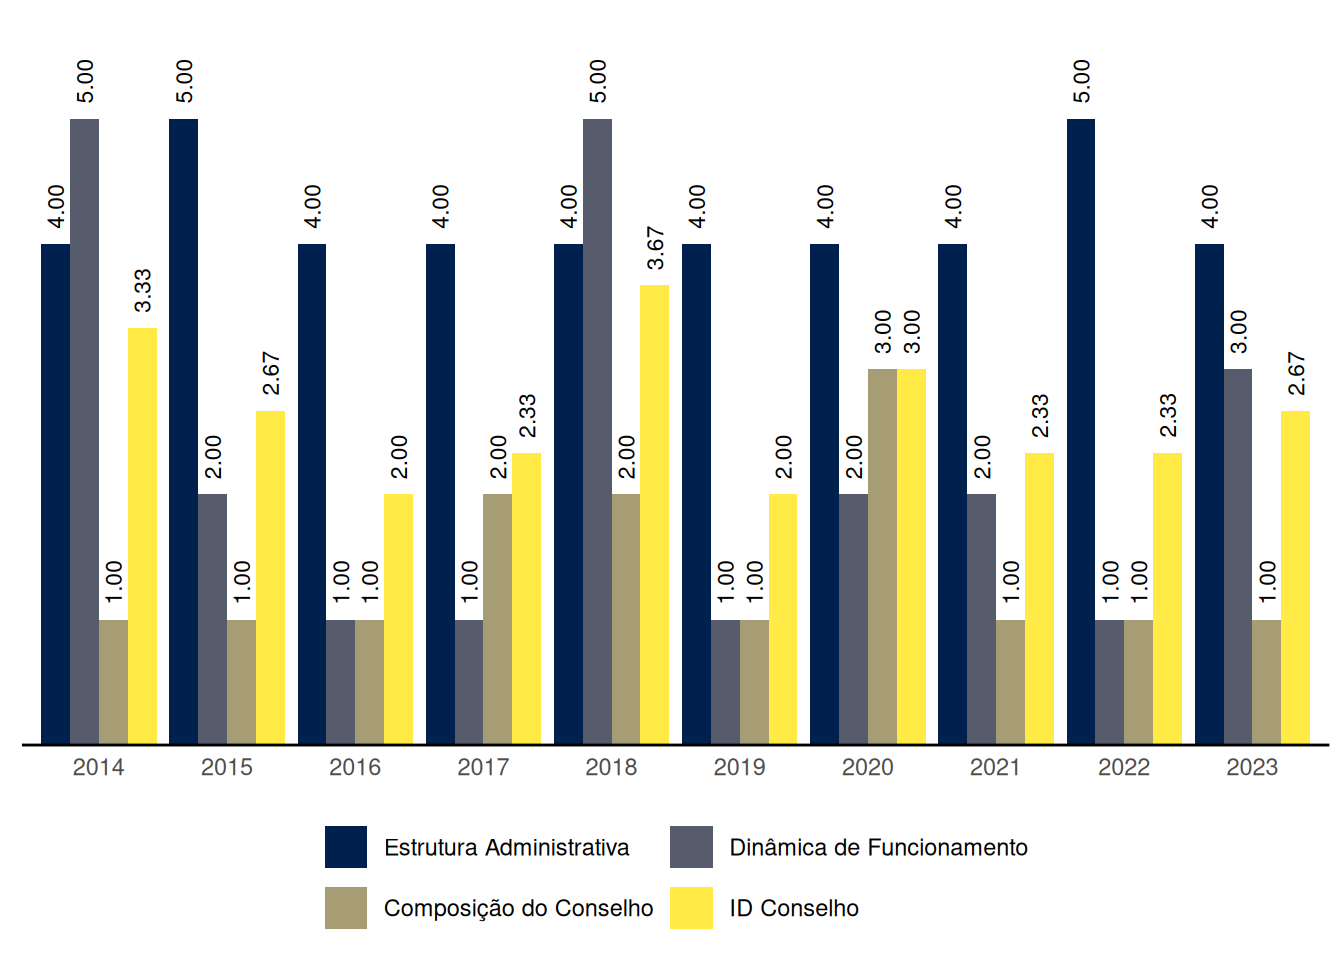 4.00 5.00 1.00 3.33
5.00 2.00 1.00 2.67
4.00 1.00 1.00 2.00
4.00 1.00 2.00 2.33
4.00 5.00 2.00 3.67
4.00 1.00 1.00 2.00
4.00 2.00 3.00 3.00
4.00 2.00 1.00 2.33
5.00 1.00 1.00 2.33
4.00 3.00 1.00 2.67
2014 2015 2016 2017 2018 2019 2020 2021 2022 2023
Estrutura Administrativa Dinâmica de Funcionamento
Composição do Conselho ID Conselho